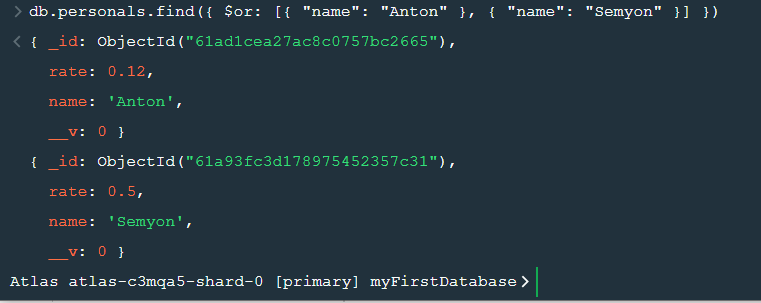 > db.personals.find({ $or: [{ "name": "Anton" }, { "name": "Semyon" }] })
< { _id: ObjectId("61ad1cea27ac8c0757bc2665"),
rate: 0.12,
name: 'Anton',
__v: 0 }
{ _id: ObjectId("61a93fc3d178975452357c31"),
rate: 0.5,
name: 'Semyon',
__v: 0 }
Atlas atlas-c3mqa5-shard-0 [primary] myFirstDatabase>